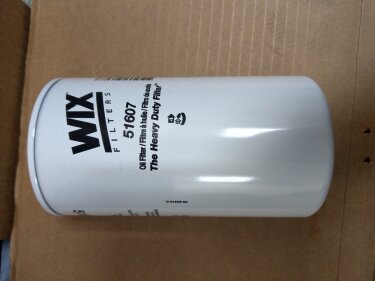 WIX
FILTERS
51607
Oil Filter / Filtre à huile / Filtro de aceite
The Heavy Duty Filter